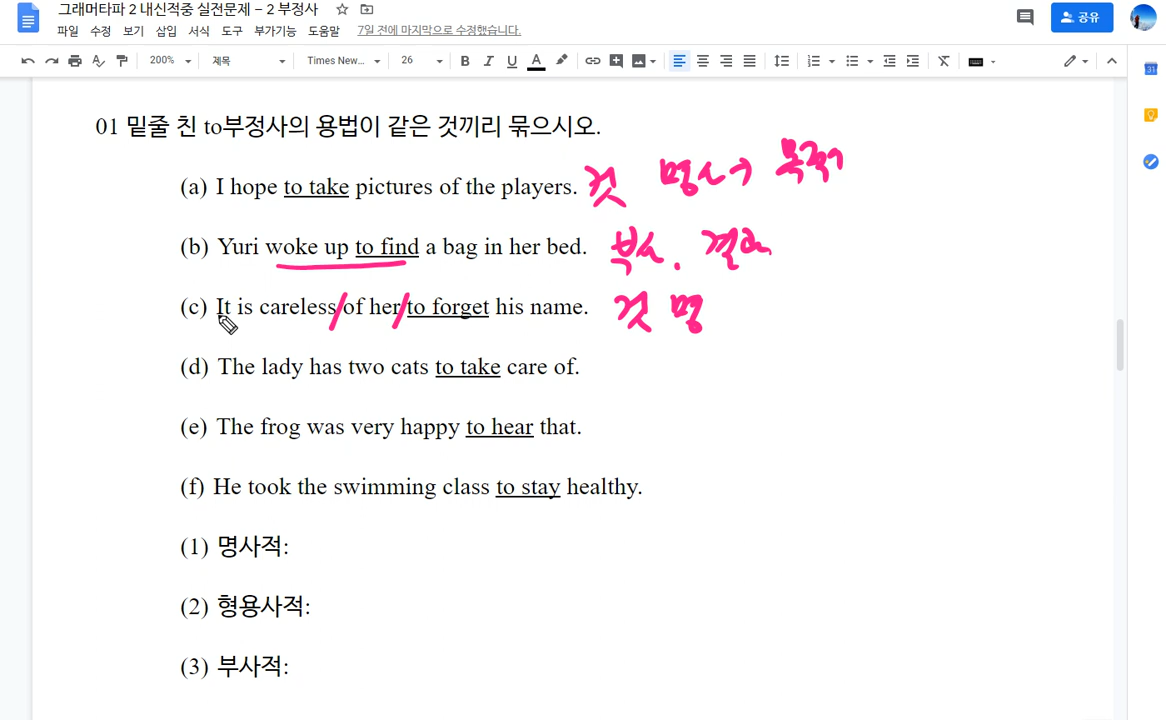 그래머타파 2 내신적중 실전문제 – 2 부정사
파일 수정 보기 삽입 서식 도구 부가기능 도움말 7일 전에 마지막으로 수정했습니다.
공유
200% 제목 Times New... 26 B I U A
31
01 밑줄 친 to부정사의 용법이 같은 것끼리 묶으시오.
(a) I hope to take pictures of the players. 것 명사 목적
(b) Yuri woke up to find a bag in her bed. 부사. 결과
(c) It is careless of her to forget his name. 것 명
(d) The lady has two cats to take care of.
(e) The frog was very happy to hear that.
(f) He took the swimming class to stay healthy.
(1) 명사적:
(2) 형용사적:
(3) 부사적: